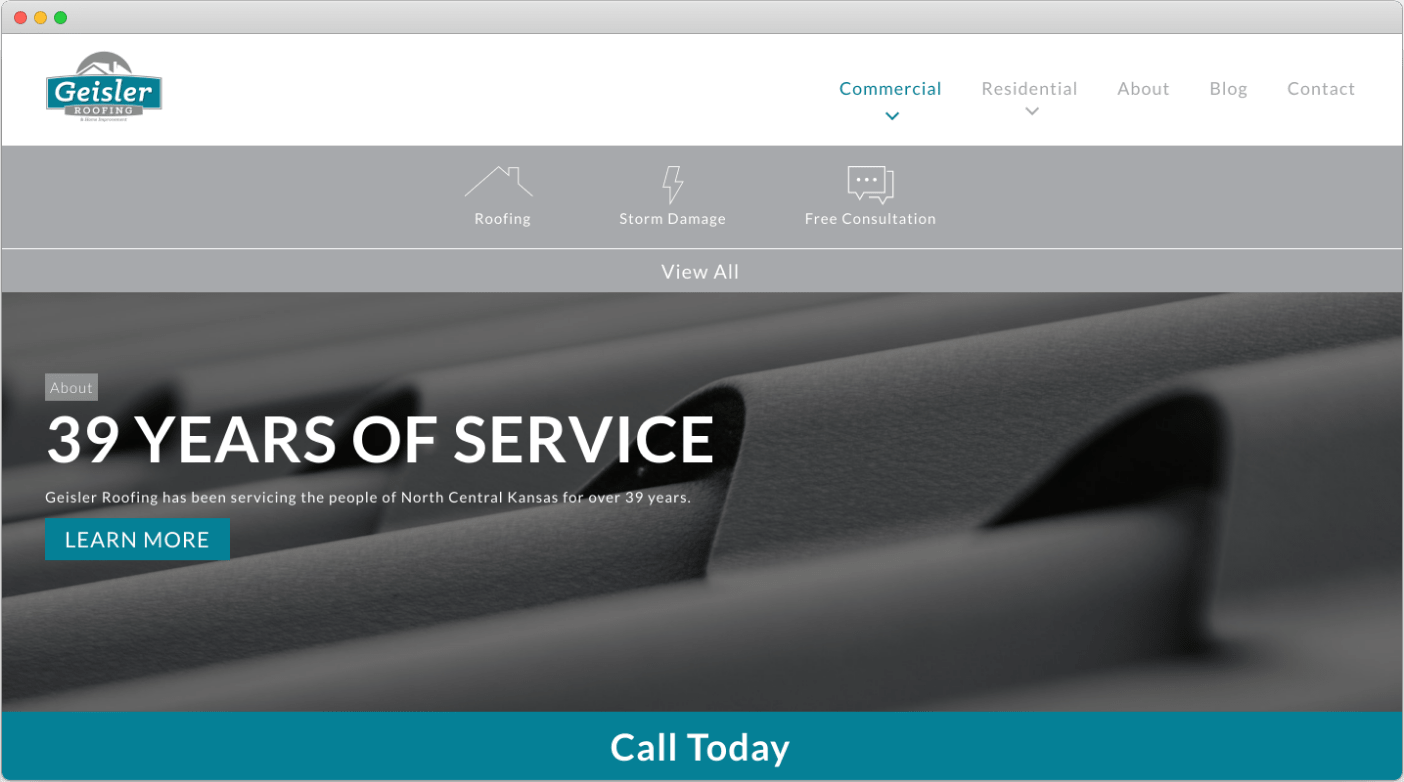 Geisler
ROOFING
& Home Improvement
Commercial
Residential
About
Blog
Contact
Roofing
Storm Damage
Free Consultation
View All
About
39 YEARS OF SERVICE
Geisler Roofing has been servicing the people of North Central Kansas for over 39 years.
LEARN MORE
Call Today